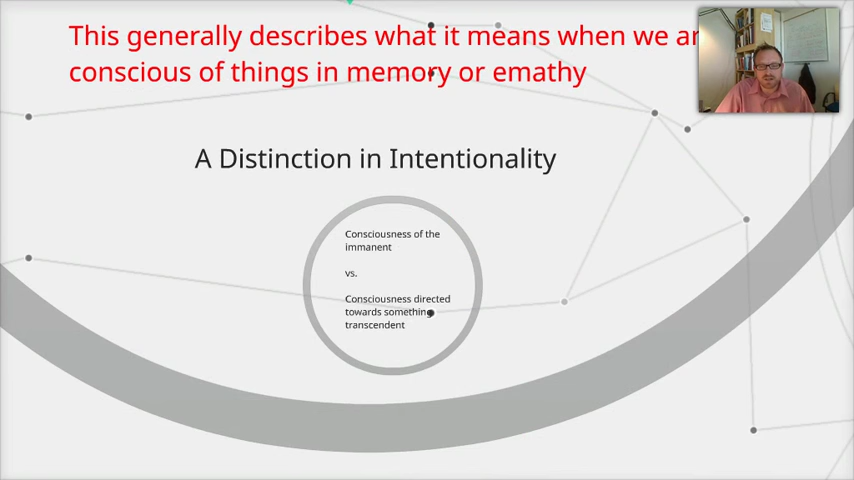 This generally describes what it means when we
conscious of things in memory or emathy
A Distinction in Intentionality
Consciousness of the
immanent
vs.
Consciousness directed
towards something
transcendent